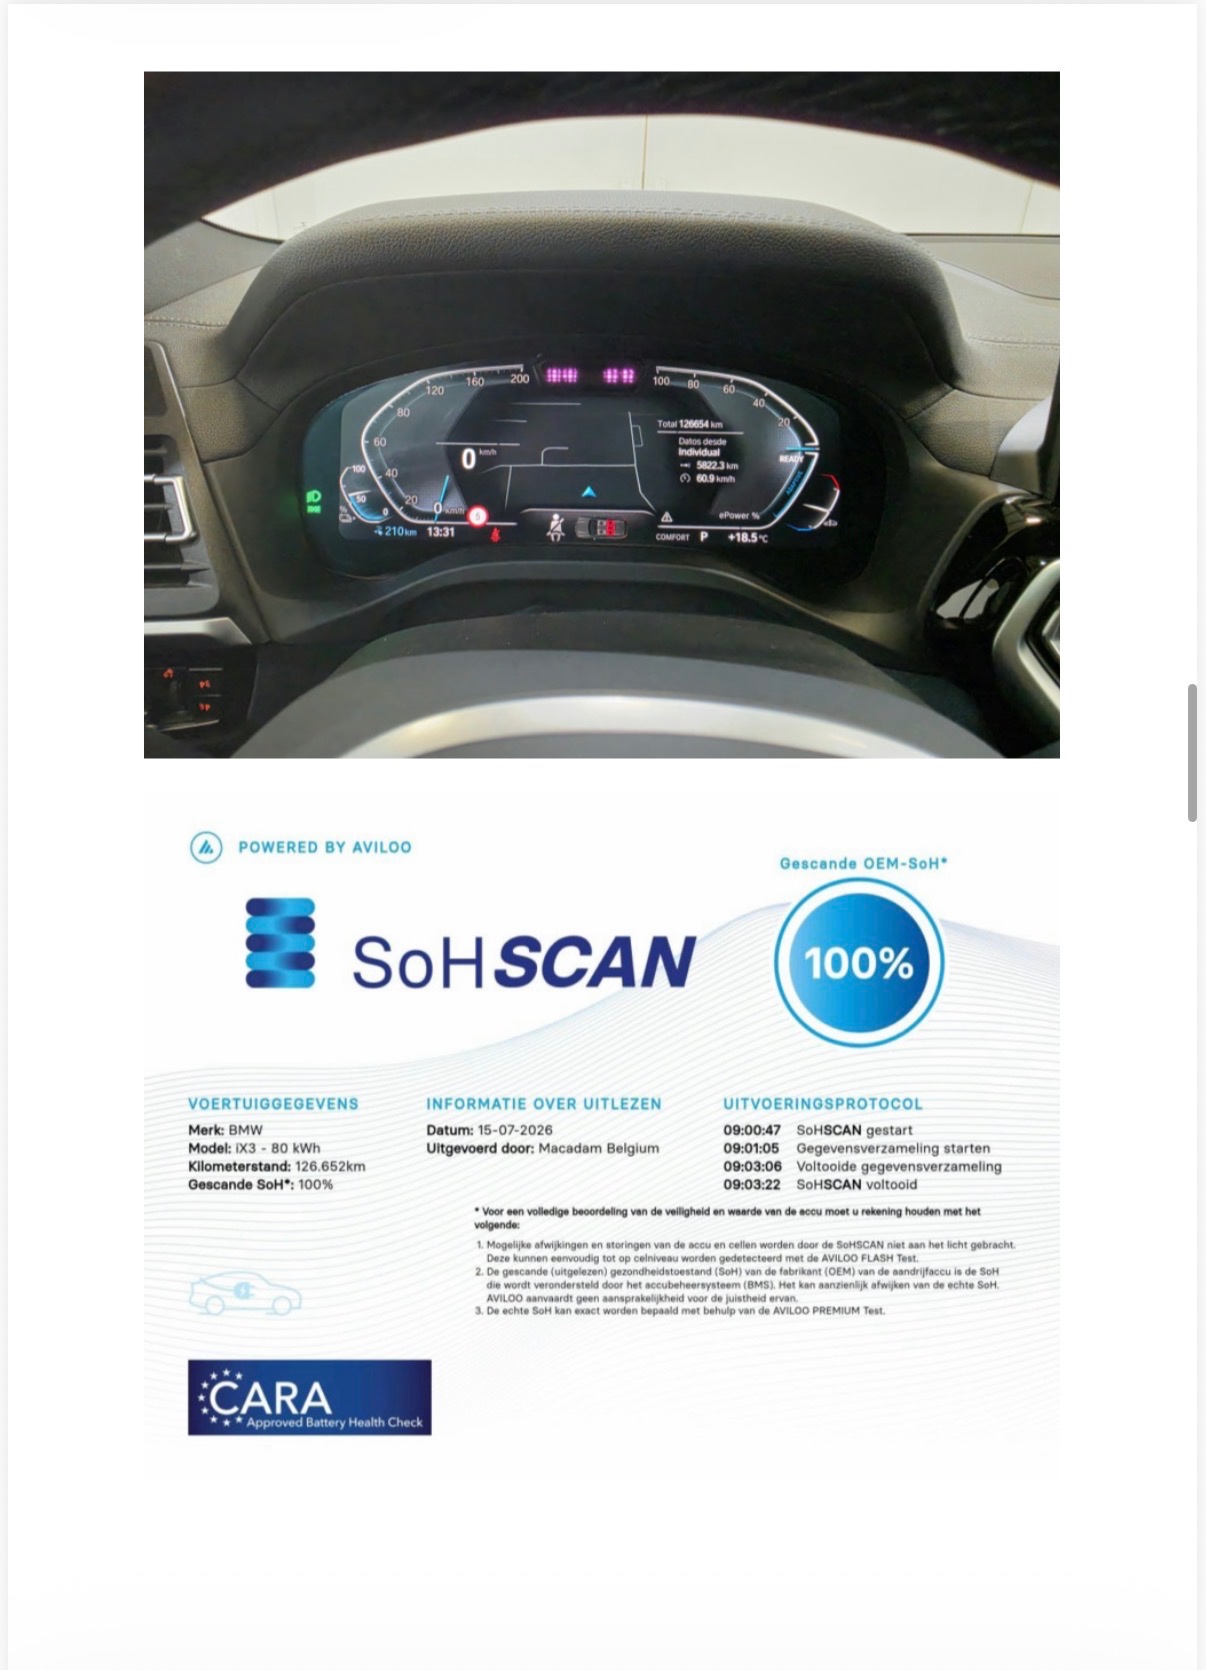 200
160
120
80
60
40
20
0 km/h
100
50
0
%
0 km/h
5
210 km 13:31
100
80
60
40
20
Total 126654 km
Datos desde
Individual
5822.3 km
60.9 km/h
READY
ePower %
COMFORT P +18.5°C
POWERED BY AVILOO
Gescande OEM-SoH*
SoHSCAN
100%
VOERTUIGGEGEVENS
Merk: BMW
Model: iX3 - 80 kWh
Kilometerstand: 126.652km
Gescande SoH*: 100%
INFORMATIE OVER UITLEZEN
Datum: 15-07-2026
Uitgevoerd door: Macadam Belgium
UITVOERINGSPROTOCOL
09:00:47 SoHSCAN gestart
09:01:05 Gegevensverzameling starten
09:03:06 Voltooide gegevensverzameling
09:03:22 SoHSCAN voltooid
* Voor een volledige beoordeling van de veiligheid en waarde van de accu moet u rekening houden met het
volgende:
1. Mogelijke afwijkingen en storingen van de accu en cellen worden door de SoHSCAN niet aan het licht gebracht.
Deze kunnen eenvoudig tot op celniveau worden gedetecteerd met de AVILOO FLASH Test.
2. De gescande (uitgelezen) gezondheidstoestand (SoH) van de fabrikant (OEM) van de aandrijfaccu is de SoH
die wordt verondersteld door het accubeheersysteem (BMS). Het kan aanzienlijk afwijken van de echte SoH.
AVILOO aanvaardt geen aansprakelijkheid voor de juistheid ervan.
3. De echte SoH kan exact worden bepaald met behulp van de AVILOO PREMIUM Test.
CARA
Approved Battery Health Check